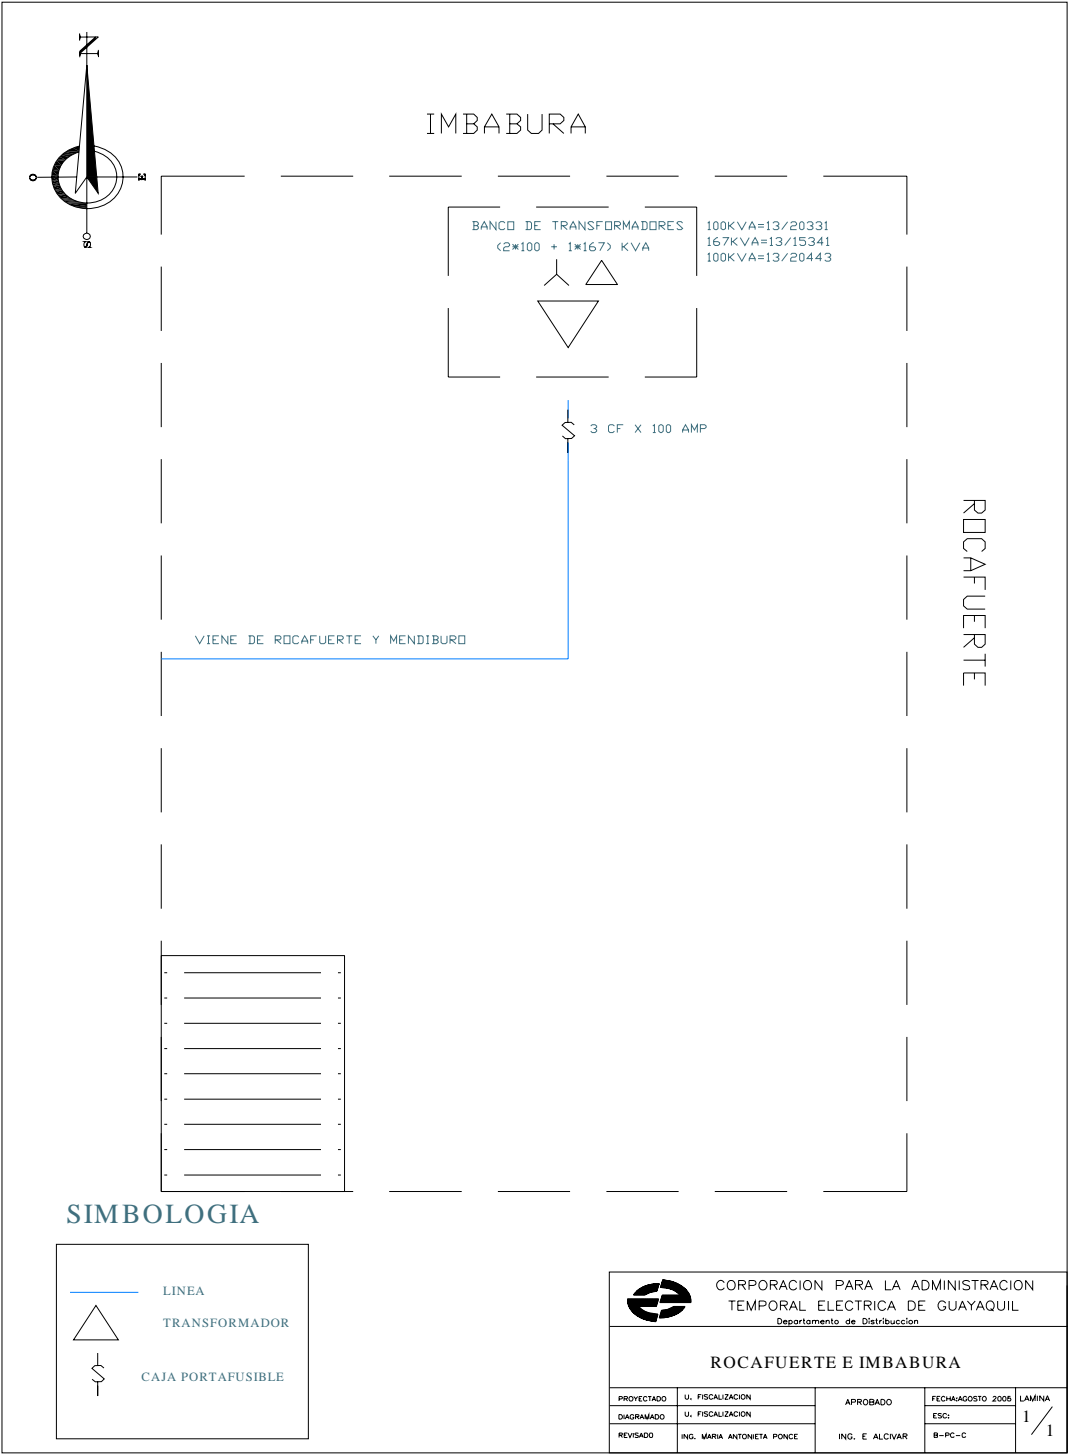 N
O
E
S
IMBABURA
BANCO DE TRANSFORMADORES
(2*100 + 1*167) KVA
100KVA=13/20331
167KVA=13/15341
100KVA=13/20443
3 CF X 100 AMP
ROCAFUERTE
VIENE DE ROCAFUERTE Y MENDIBURO
SIMBOLOGIA
LINEA
TRANSFORMADOR
CAJA PORTAFUSIBLE
CORPORACION PARA LA ADMINISTRACION
TEMPORAL ELECTRICA DE GUAYAQUIL
Departamento de Distribuccion
ROCAFUERTE E IMBABURA
PROYECTADO U. FISCALIZACION
DIAGRAMADO U. FISCALIZACION
REVISADO ING. MARIA ANTONIETA PONCE
APROBADO
ING. E ALCIVAR
FECHA:AGOSTO 2005
ESC:
B-PC-C
LAMINA
1/1